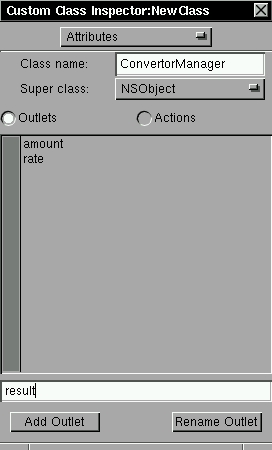 Custom Class Inspector:NewClass
Attributes
Class name: ConvertorManager
Super class: NSObject
Outlets Actions
amount
rate
result
Add Outlet Rename Outlet